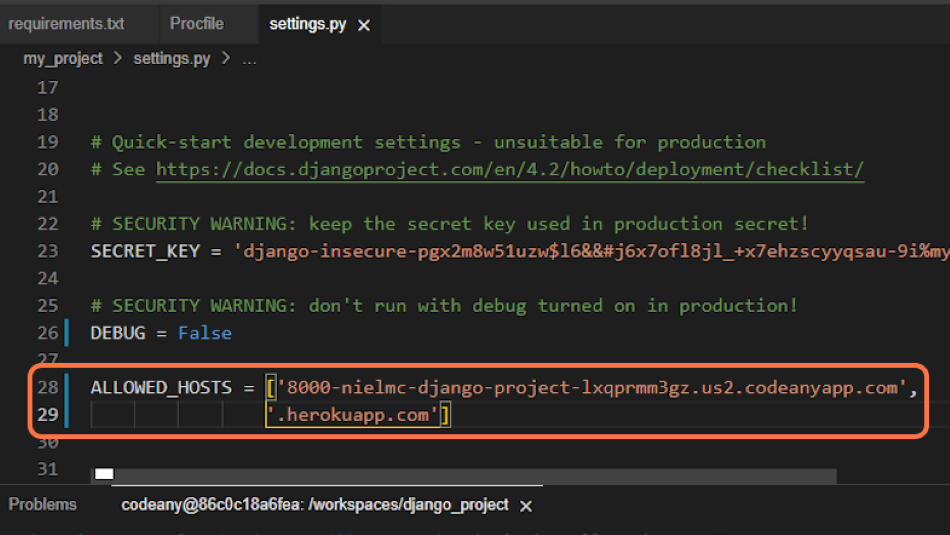 requirements.txt Procfile settings.py ×
my_project > settings.py > ...
17
18
19 # Quick-start development settings - unsuitable for production
20 # See https://docs.djangoproject.com/en/4.2/howto/deployment/checklist/
21
22 # SECURITY WARNING: keep the secret key used in production secret!
23 SECRET_KEY = 'django-insecure-pgx2m8w51uzw$l6&&#j6x7ofl8jl_+x7ehzscyyqsau-9i%my
24
25 # SECURITY WARNING: don't run with debug turned on in production!
26 DEBUG = False
27
28 ALLOWED_HOSTS = ['8000-nielmc-django-project-lxqprmm3gz.us2.codeanyapp.com',
29 '.herokuapp.com']
30
31
Problems codeany@86c0c18a6fea: /workspaces/django_project ×